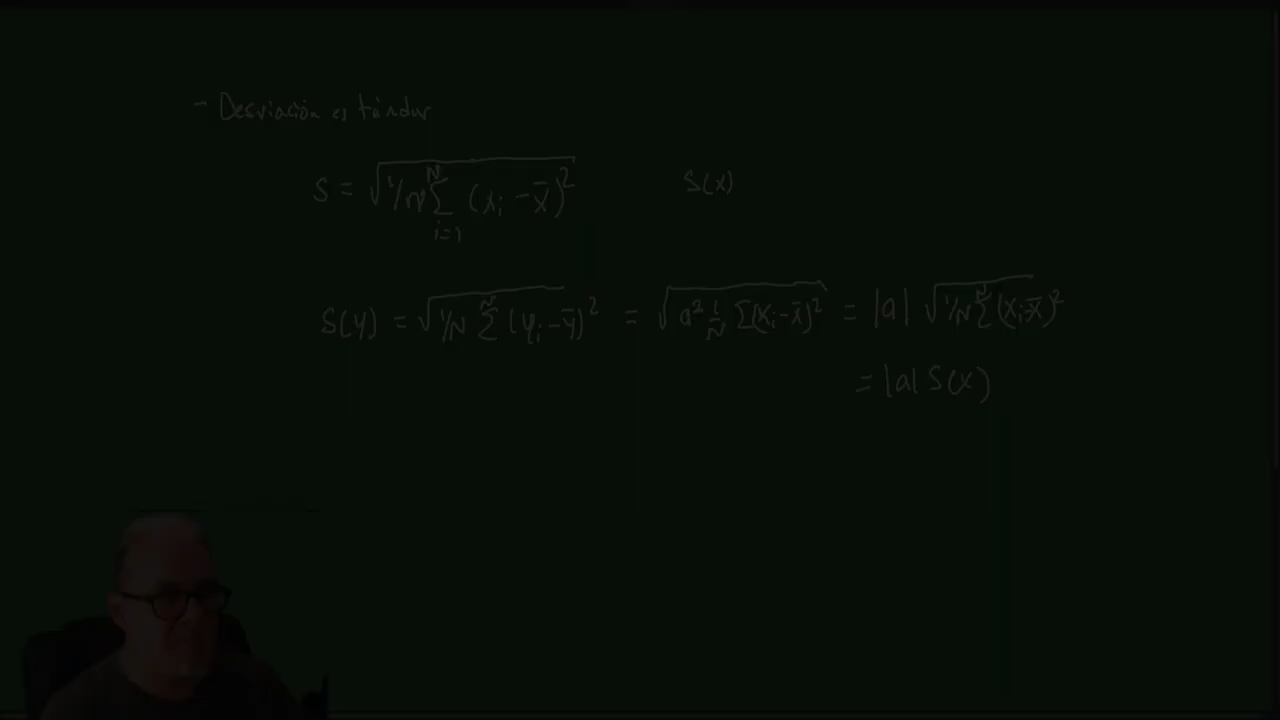 - Desviación estándar
S = √(1/N Σ_{i=1}^{N} (x_i - x̄)²) S(x)
S(y) = √(1/N Σ^{N} (y_i - ȳ)²) = √(a² 1/N Σ(x_i - x̄)²) = |a| √(1/N Σ^{N} (x_i - x̄)²)
= |a| S(x)